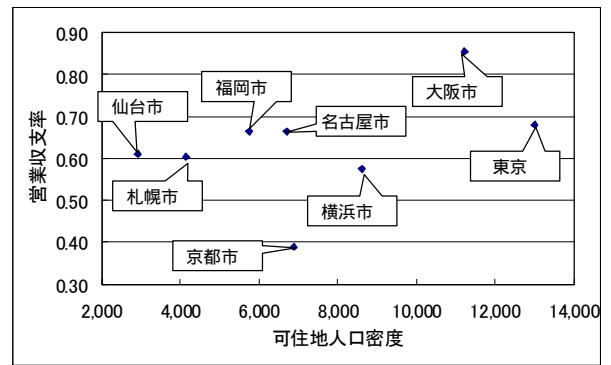 0.90
0.80
0.70
0.60
0.50
0.40
0.30
営業収支率
仙台市
福岡市
名古屋市
大阪市
札幌市
横浜市
東京
京都市
2,000 4,000 6,000 8,000 10,000 12,000 14,000
可住地人口密度